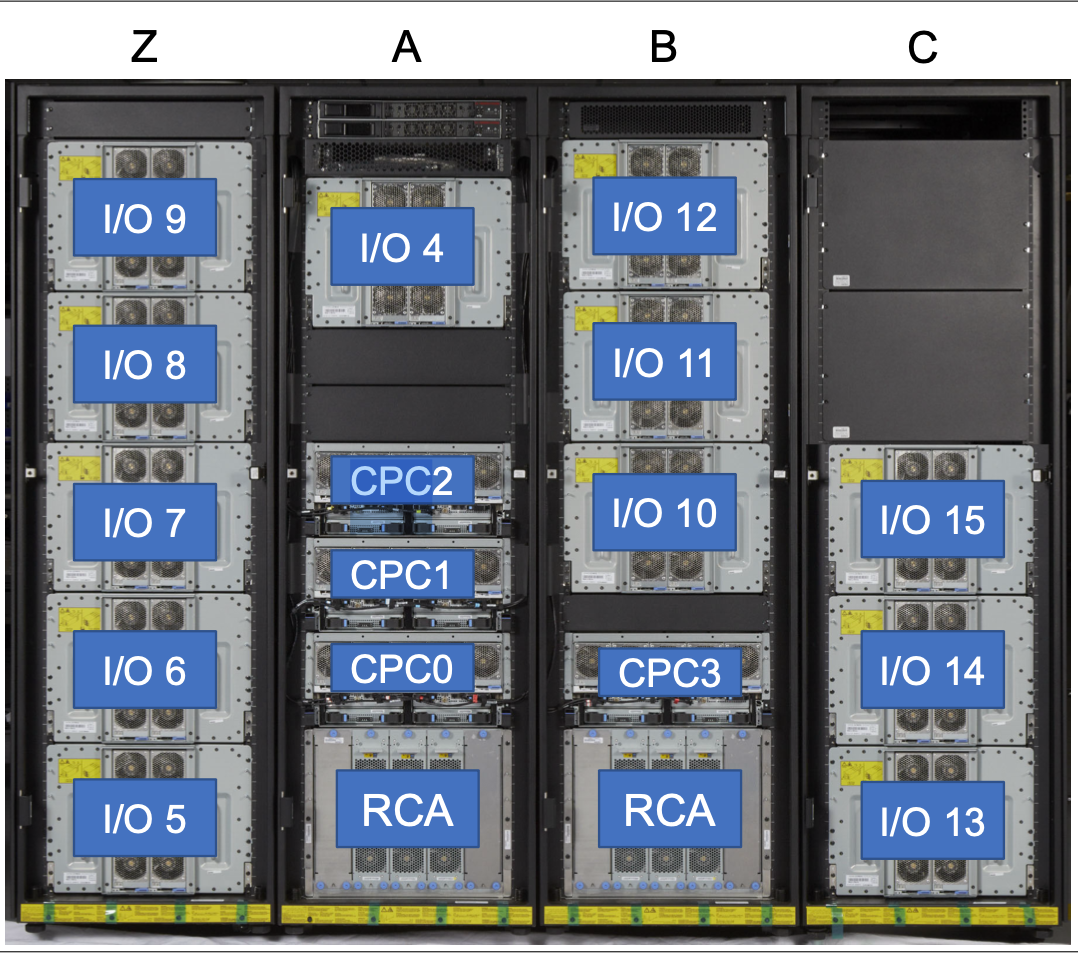 Z A B C
I/O 9
I/O 8
I/O 7
I/O 6
I/O 5
I/O 4
CPC2
CPC1
CPC0
RCA
I/O 12
I/O 11
I/O 10
CPC3
RCA
I/O 15
I/O 14
I/O 13